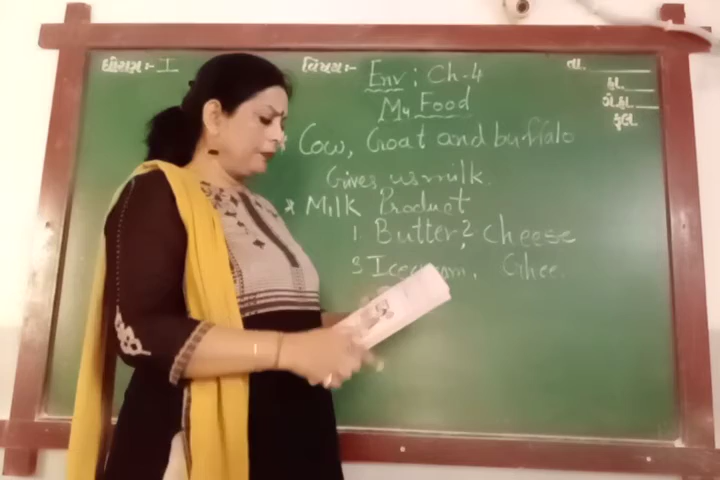 ધોરણ:- I
વિષય:- Env: Ch-4
તા.
હા.
ગે.હા.
કુલ.
My Food
* Cow, Goat and buffalo
Gives us milk.
* Milk Product
1. Butter, 2 cheese
3 Icecream, Ghee.